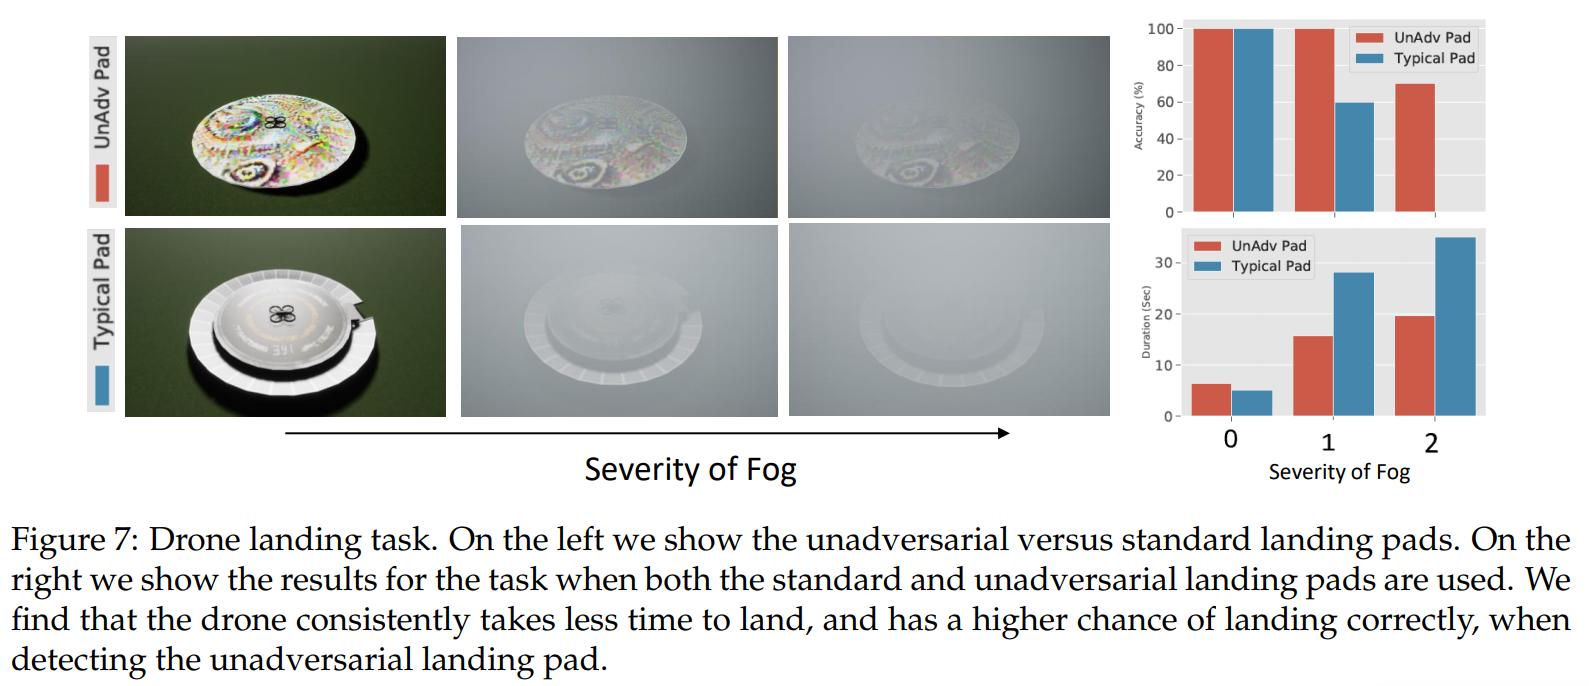 UnAdv Pad
Typical Pad
Severity of Fog
100
80
60
40
20
0
Accuracy (%)
UnAdv Pad
Typical Pad
30
20
10
0
Duration (Sec)
UnAdv Pad
Typical Pad
0 1 2
Severity of Fog
Figure 7: Drone landing task. On the left we show the unadversarial versus standard landing pads. On the
right we show the results for the task when both the standard and unadversarial landing pads are used. We
find that the drone consistently takes less time to land, and has a higher chance of landing correctly, when
detecting the unadversarial landing pad.